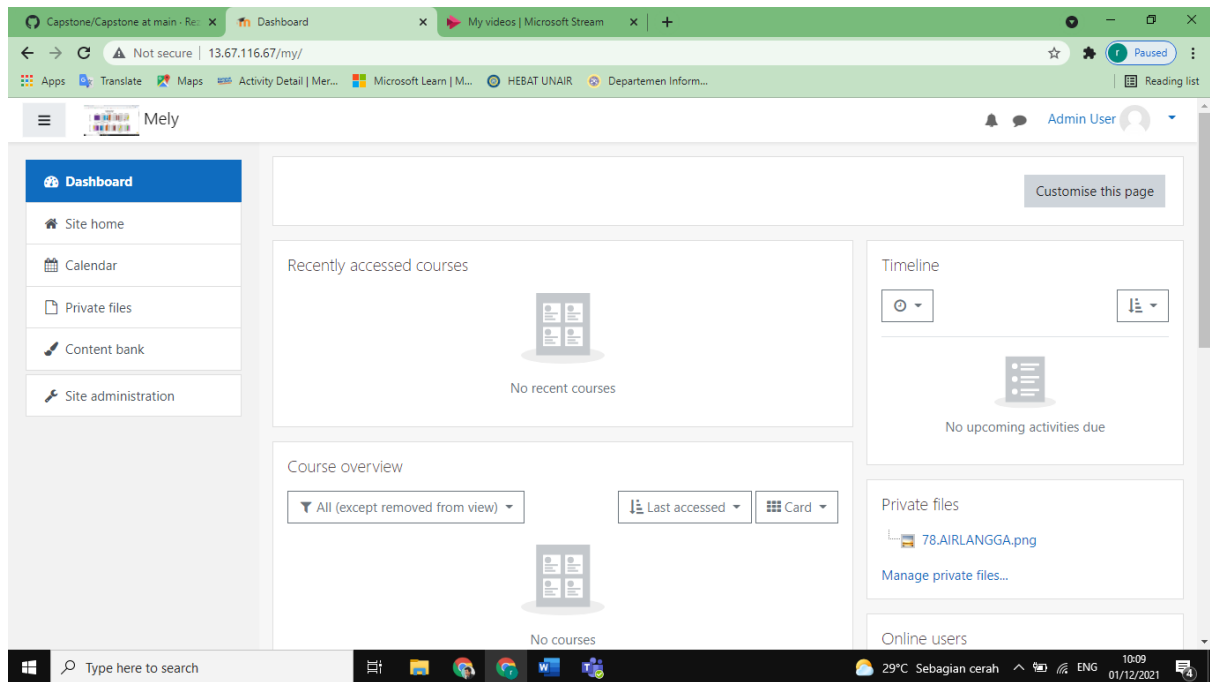 Capstone/Capstone at main · Re: Dashboard My videos | Microsoft Stream
Not secure | 13.67.116.67/my/ r Paused
Apps Translate Maps Activity Detail | Mer... Microsoft Learn | M... HEBAT UNAIR Departemen Inform... Reading list
Mely Admin User
Dashboard
Site home
Calendar
Private files
Content bank
Site administration
Customise this page
Recently accessed courses
No recent courses
Course overview
All (except removed from view) Last accessed Card
No courses
Timeline
No upcoming activities due
Private files
78.AIRLANGGA.png
Manage private files...
Online users
Type here to search 29°C Sebagian cerah ENG 10:09
01/12/2021 4